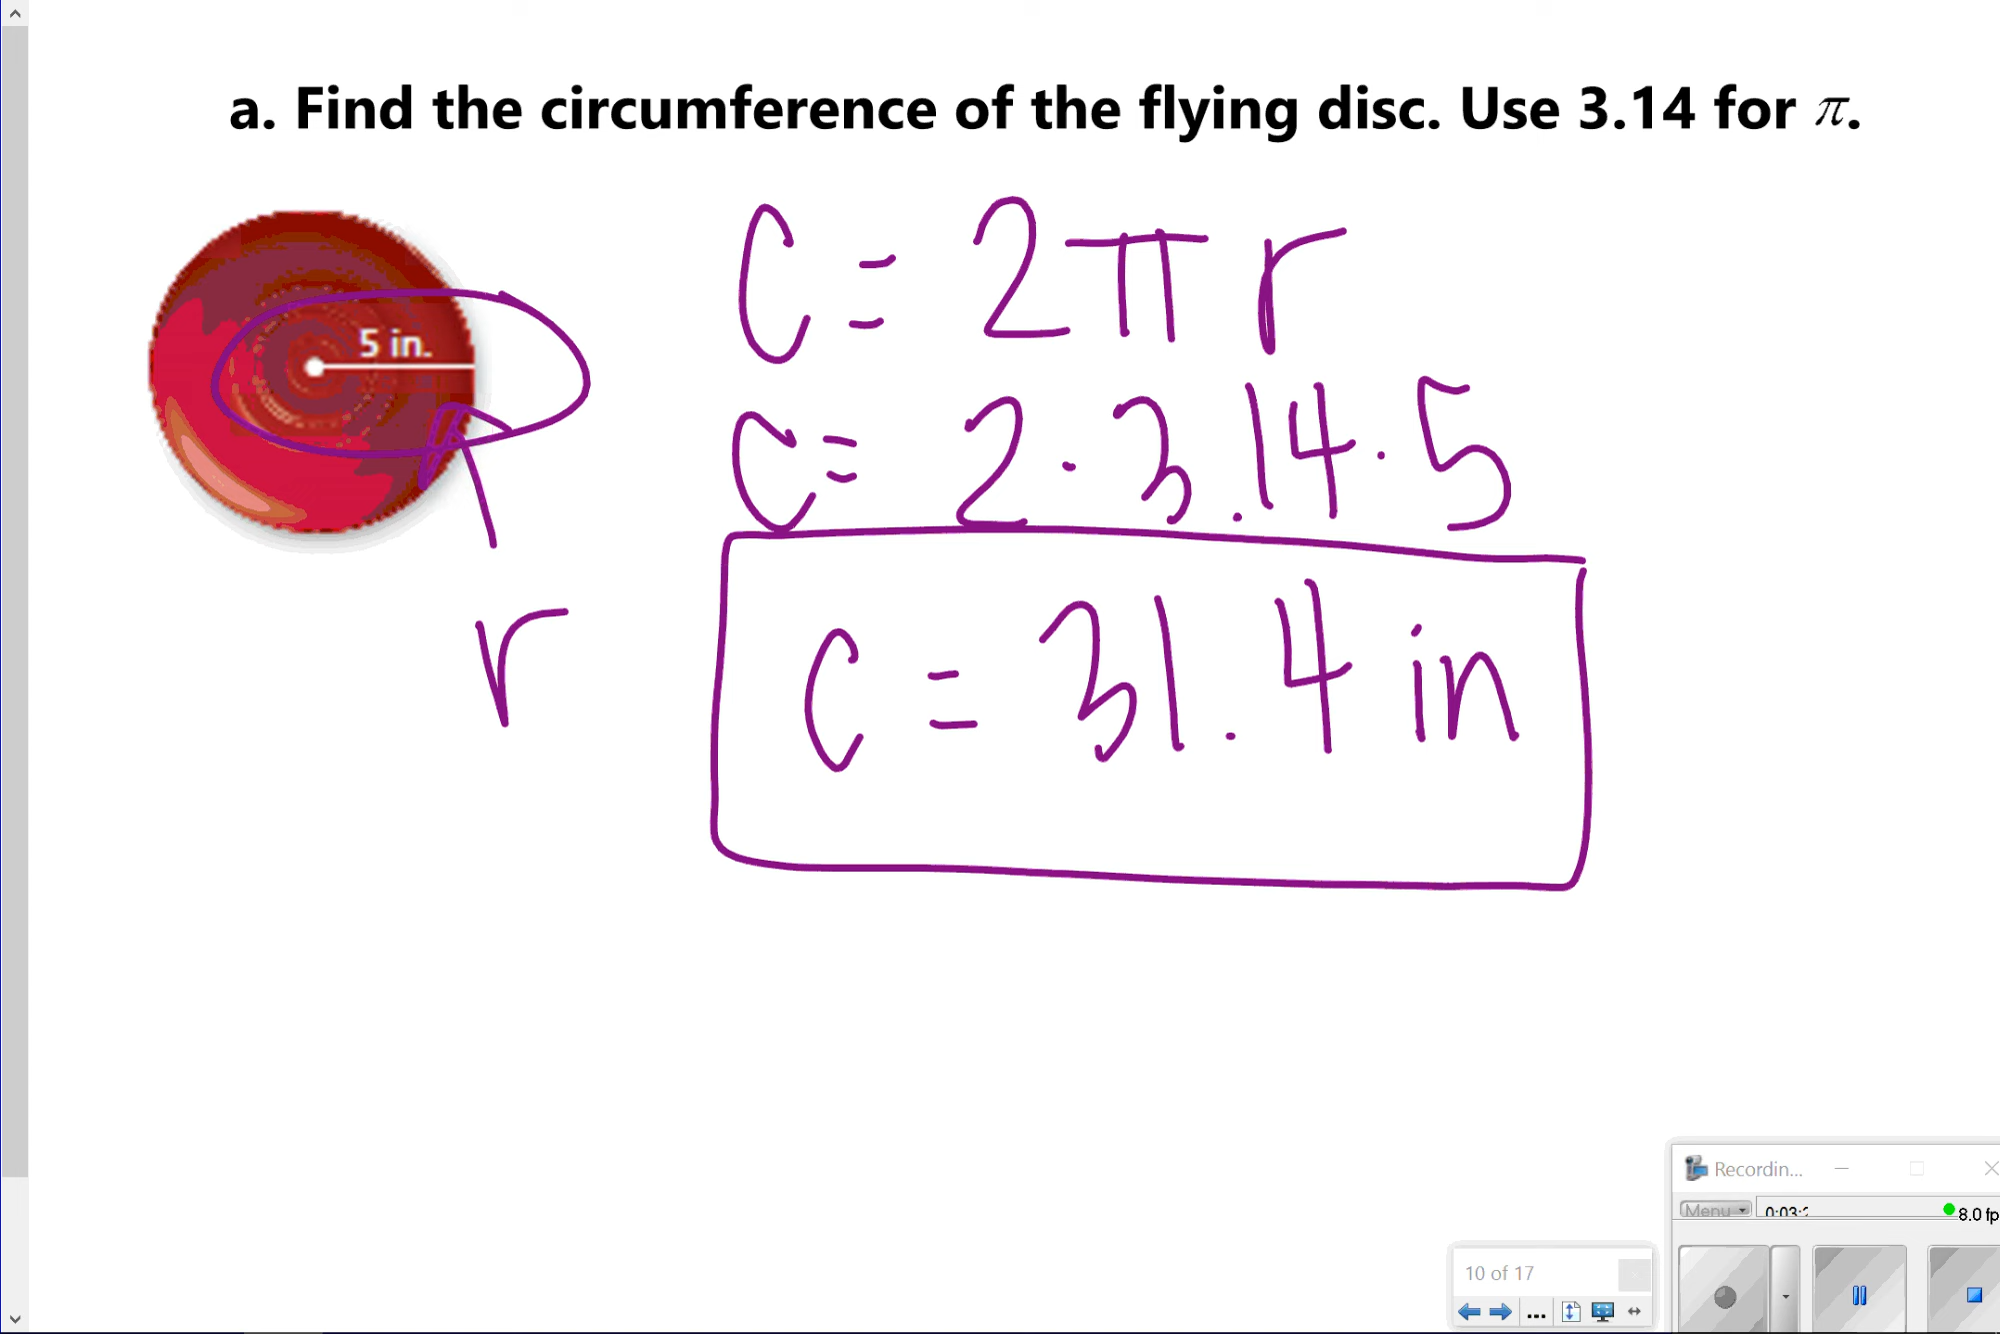 a. Find the circumference of the flying disc. Use 3.14 for π.
5 in.
r
C = 2π r
C = 2 · 3.14 · 5
C = 31.4 in
Recordin...
Menu
8.0 fp
10 of 17
...